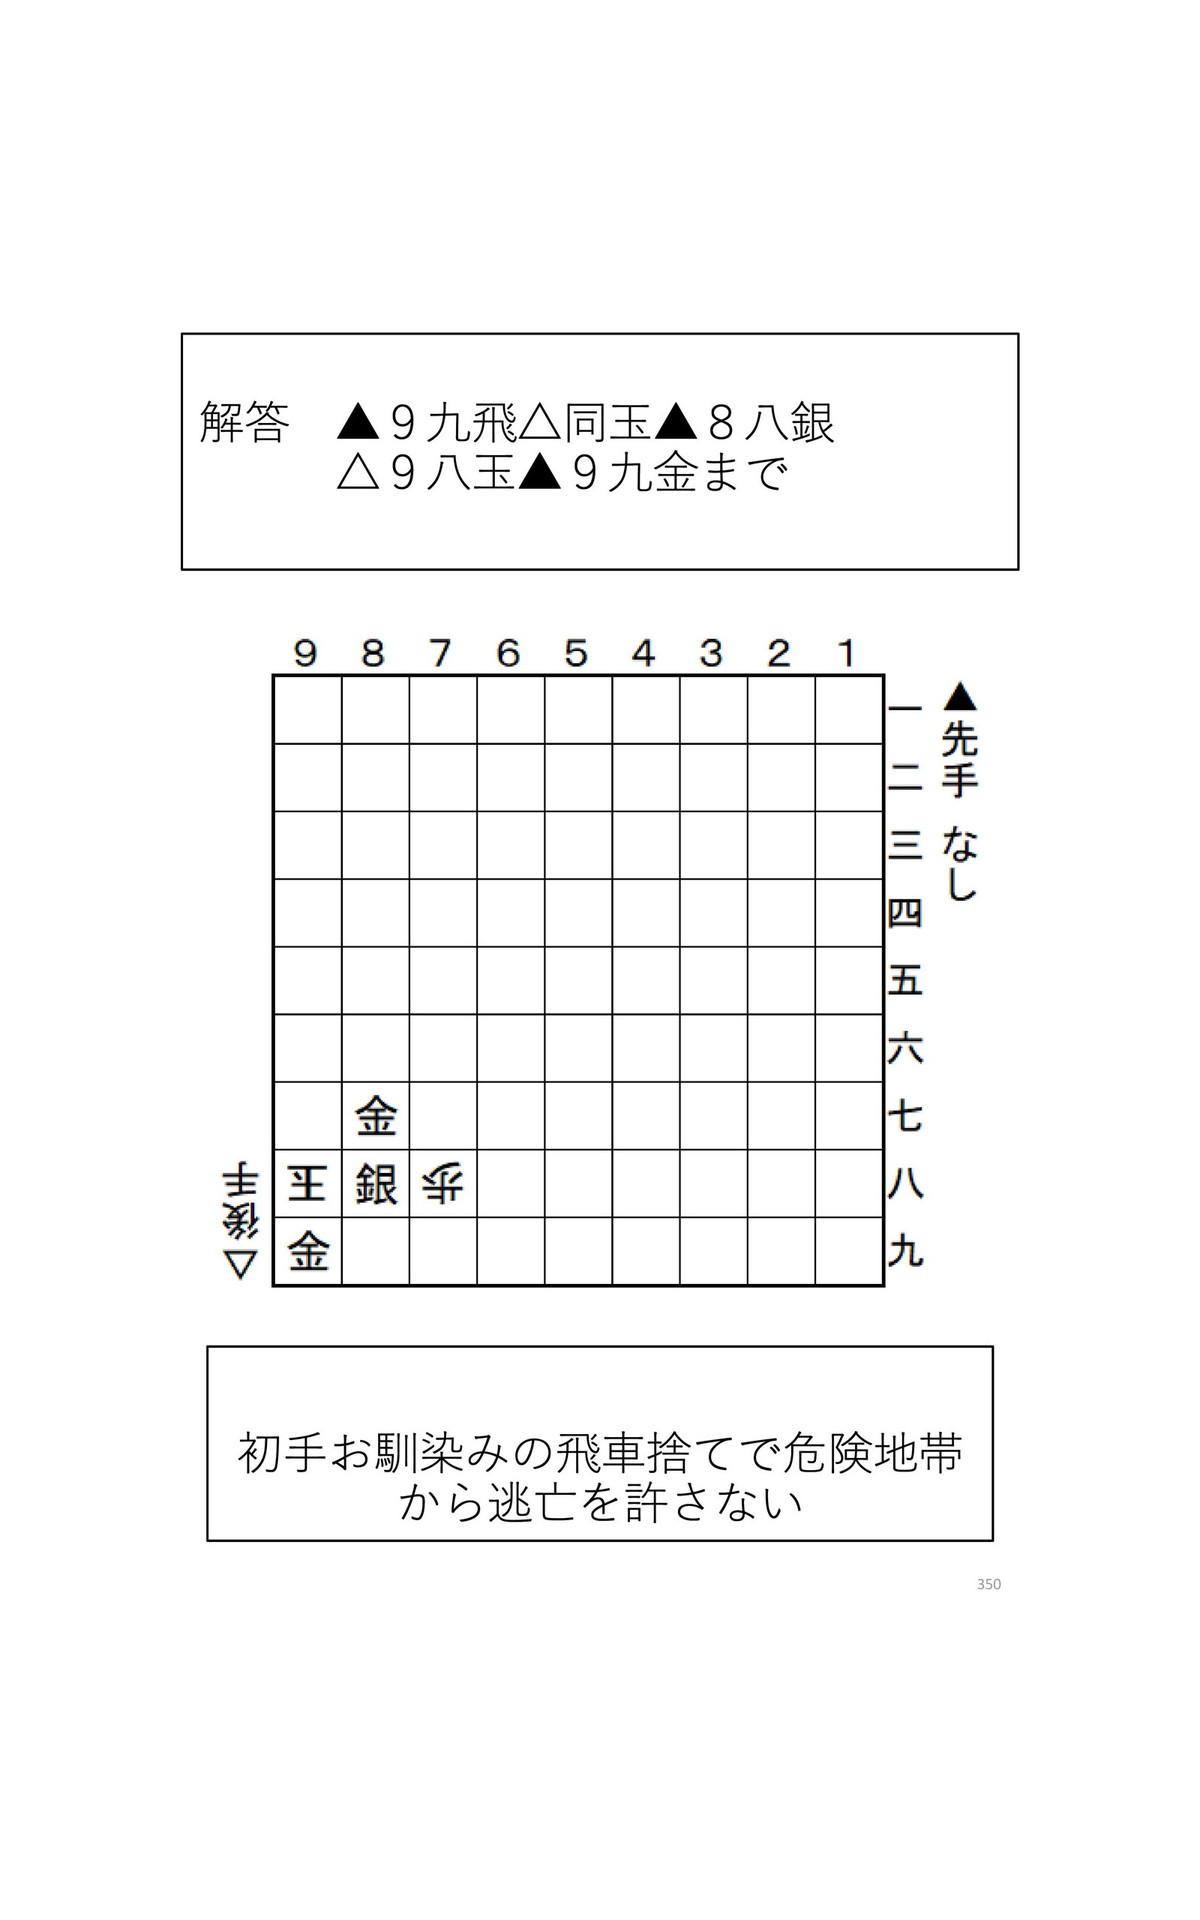 解答　▲９九飛△同玉▲８八銀
△９八玉▲９九金まで
9 8 7 6 5 4 3 2 1
一
二
三
四
五
六
七
八
九
▲先手 なし
金
王 銀 歩
金
△後手
初手お馴染みの飛車捨てで危険地帯
から逃亡を許さない
350